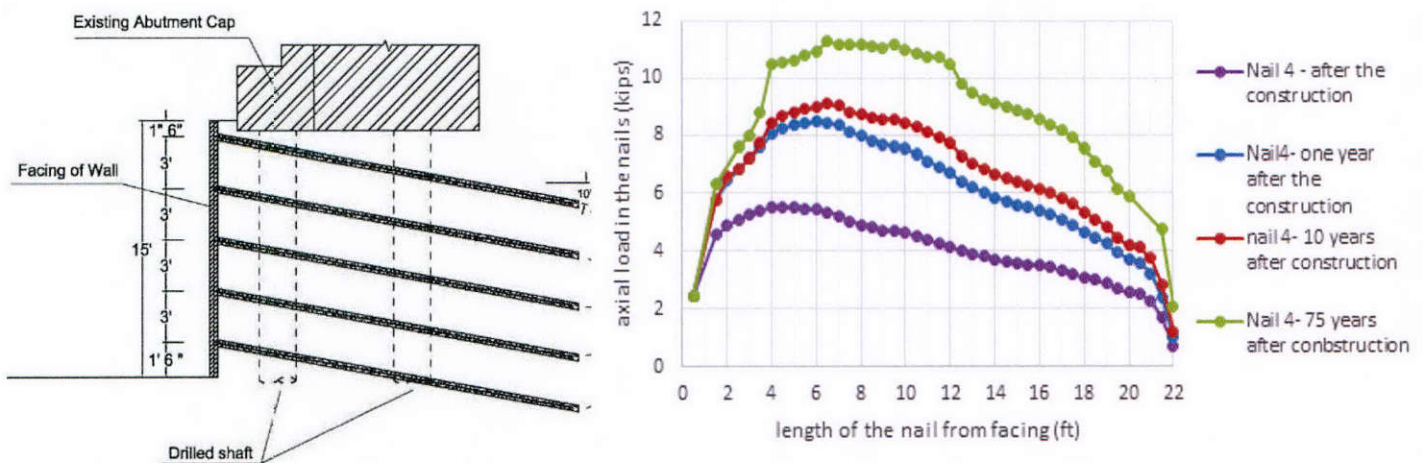 Existing Abutment Cap
1" 6"
Facing of Wall
3'
3'
15'
3'
3'
1' 6"
10'
Drilled shaft
axial load in the nails (kips)
12
10
8
6
4
2
0
0 2 4 6 8 10 12 14 16 18 20 22
length of the nail from facing (ft)
Nail 4 - after the
construction
Nail4- one year
after the
construction
nail 4- 10 years
after construction
Nail 4- 75 years
after conbstruction